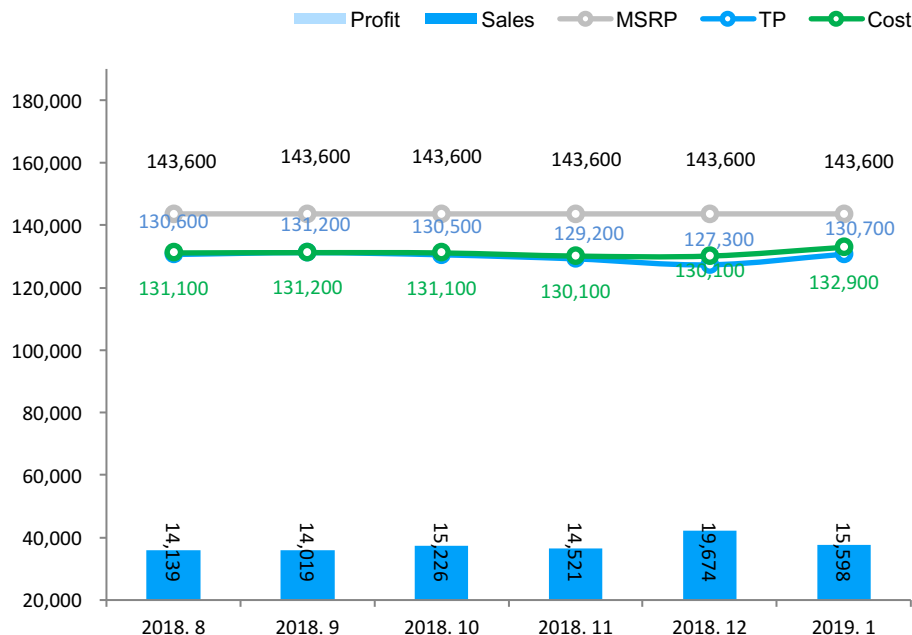 Profit Sales MSRP TP Cost
180,000
160,000
143,600 143,600 143,600 143,600 143,600 143,600
140,000
130,600 131,200 130,500 129,200 127,300 130,700
131,100 131,200 131,100 130,100 130,100 132,900
120,000
100,000
80,000
60,000
40,000
14,139 14,019 15,226 14,521 19,674 15,598
20,000
2018. 8 2018. 9 2018. 10 2018. 11 2018. 12 2019. 1